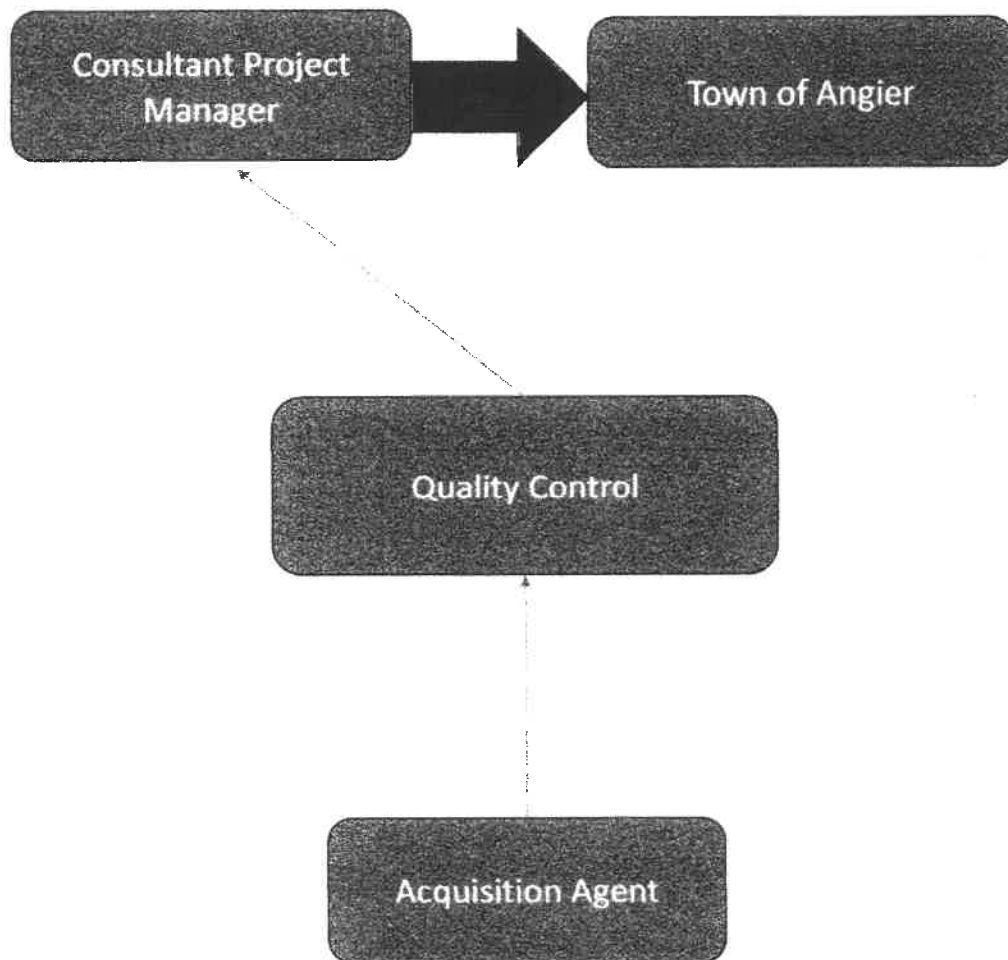 Consultant Project
Manager
Town of Angier
Quality Control
Acquisition Agent